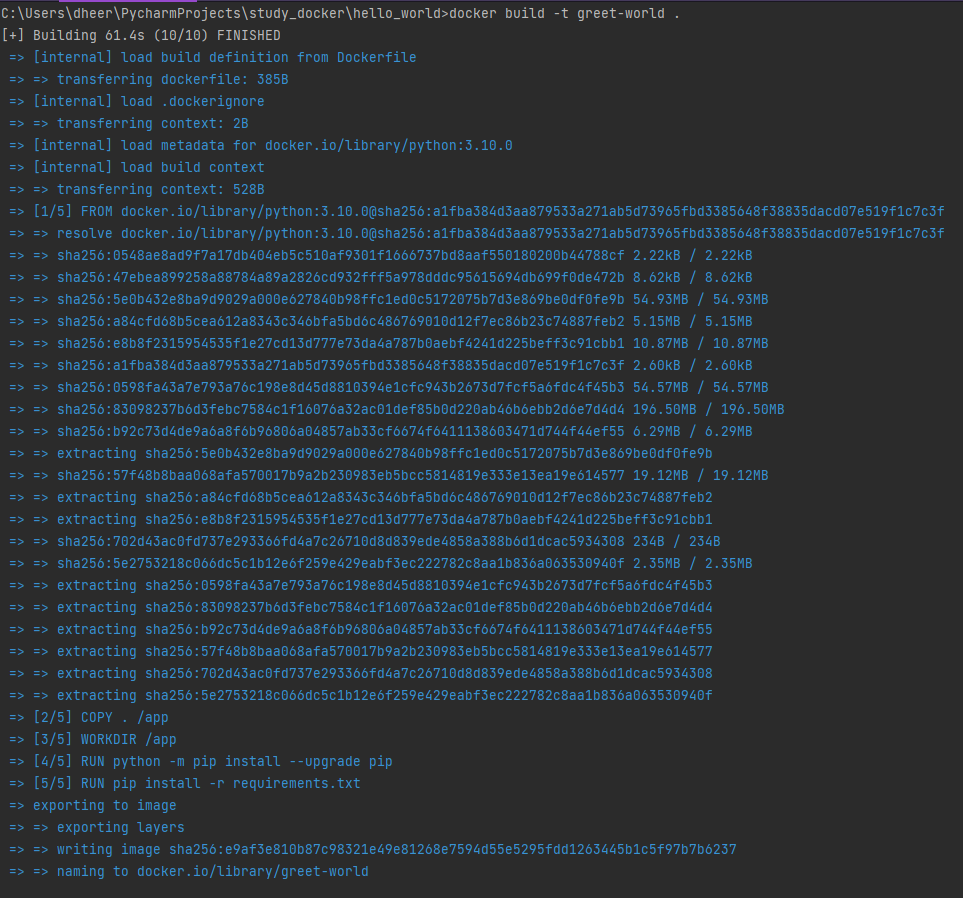 C:\Users\dheer\PycharmProjects\study_docker\hello_world>docker build -t greet-world .
[+] Building 61.4s (10/10) FINISHED
=> [internal] load build definition from Dockerfile
=> => transferring dockerfile: 385B
=> [internal] load .dockerignore
=> => transferring context: 2B
=> [internal] load metadata for docker.io/library/python:3.10.0
=> [internal] load build context
=> => transferring context: 528B
=> [1/5] FROM docker.io/library/python:3.10.0@sha256:a1fba384d3aa879533a271ab5d73965fbd3385648f38835dacd07e519f1c7c3f
=> => resolve docker.io/library/python:3.10.0@sha256:a1fba384d3aa879533a271ab5d73965fbd3385648f38835dacd07e519f1c7c3f
=> => sha256:0548ae8ad9f7a17db404eb5c510af9301f1666737bd8aaf550180200b44788cf 2.22kB / 2.22kB
=> => sha256:47ebea899258a88784a89a2826cd932fff5a978dddc95615694db699f0de472b 8.62kB / 8.62kB
=> => sha256:5e0b432e8ba9d9029a000e627840b98ffc1ed0c5172075b7d3e869be0df0fe9b 54.93MB / 54.93MB
=> => sha256:a84cfd68b5cea612a8343c346bfa5bd6c486769010d12f7ec86b23c74887feb2 5.15MB / 5.15MB
=> => sha256:e8b8f2315954535f1e27cd13d777e73da4a787b0aebf4241d225beff3c91cbb1 10.87MB / 10.87MB
=> => sha256:a1fba384d3aa879533a271ab5d73965fbd3385648f38835dacd07e519f1c7c3f 2.60kB / 2.60kB
=> => sha256:0598fa43a7e793a76c198e8d45d8810394e1cfc943b2673d7fcf5a6fdc4f45b3 54.57MB / 54.57MB
=> => sha256:83098237b6d3febc7584c1f16076a32ac01def85b0d220ab46b6ebb2d6e7d4d4 196.50MB / 196.50MB
=> => sha256:b92c73d4de9a6a8f6b96806a04857ab33cf6674f6411138603471d744f44ef55 6.29MB / 6.29MB
=> => extracting sha256:5e0b432e8ba9d9029a000e627840b98ffc1ed0c5172075b7d3e869be0df0fe9b
=> => sha256:57f48b8baa068afa570017b9a2b230983eb5bcc5814819e333e13ea19e614577 19.12MB / 19.12MB
=> => extracting sha256:a84cfd68b5cea612a8343c346bfa5bd6c486769010d12f7ec86b23c74887feb2
=> => extracting sha256:e8b8f2315954535f1e27cd13d777e73da4a787b0aebf4241d225beff3c91cbb1
=> => sha256:702d43ac0fd737e293366fd4a7c26710d8d839ede4858a388b6d1dcac5934308 234B / 234B
=> => sha256:5e2753218c066dc5c1b12e6f259e429eabf3ec222782c8aa1b836a063530940f 2.35MB / 2.35MB
=> => extracting sha256:0598fa43a7e793a76c198e8d45d8810394e1cfc943b2673d7fcf5a6fdc4f45b3
=> => extracting sha256:83098237b6d3febc7584c1f16076a32ac01def85b0d220ab46b6ebb2d6e7d4d4
=> => extracting sha256:b92c73d4de9a6a8f6b96806a04857ab33cf6674f6411138603471d744f44ef55
=> => extracting sha256:57f48b8baa068afa570017b9a2b230983eb5bcc5814819e333e13ea19e614577
=> => extracting sha256:702d43ac0fd737e293366fd4a7c26710d8d839ede4858a388b6d1dcac5934308
=> => extracting sha256:5e2753218c066dc5c1b12e6f259e429eabf3ec222782c8aa1b836a063530940f
=> [2/5] COPY . /app
=> [3/5] WORKDIR /app
=> [4/5] RUN python -m pip install --upgrade pip
=> [5/5] RUN pip install -r requirements.txt
=> exporting to image
=> => exporting layers
=> => writing image sha256:e9af3e810b87c98321e49e81268e7594d55e5295fdd1263445b1c5f97b7b6237
=> => naming to docker.io/library/greet-world